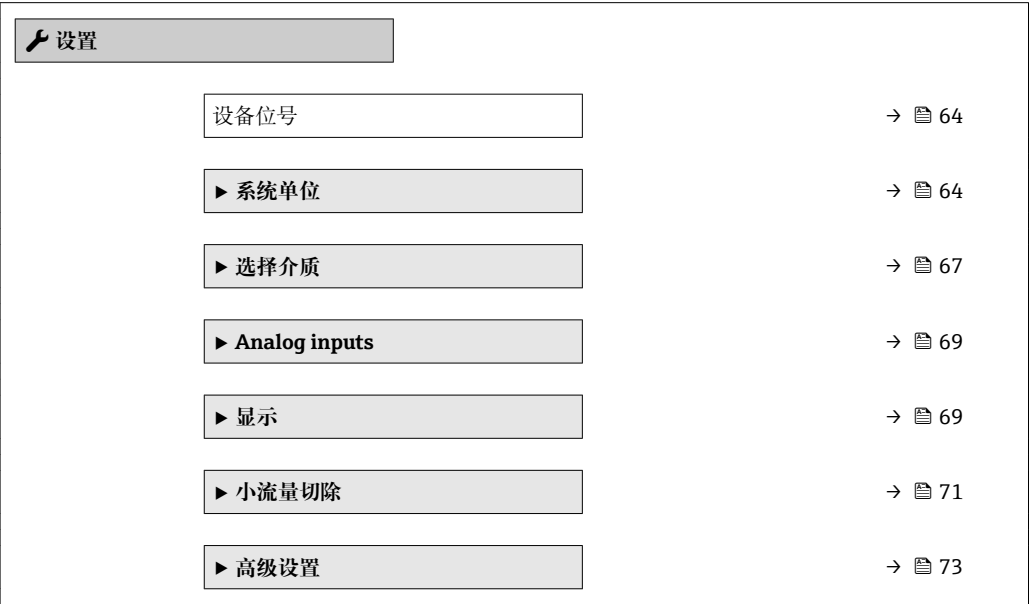 设置
设备位号 → 64
▶ 系统单位 → 64
▶ 选择介质 → 67
▶ Analog inputs → 69
▶ 显示 → 69
▶ 小流量切除 → 71
▶ 高级设置 → 73